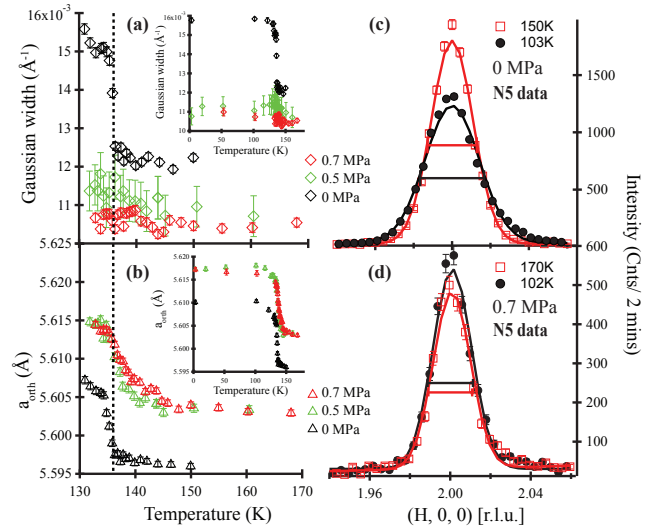 16x10⁻³
15
14
13
12
11
5.625
Gaussian width (Å⁻¹)
(a)
16x10⁻³
15
14
13
12
11
10
Gaussian width (Å⁻¹)
0 50 100 150
Temperature (K)
0.7 MPa
0.5 MPa
0 MPa
(b)
5.620
5.615
5.610
5.605
5.600
5.595
a_orth (Å)
5.620
5.615
5.605
5.595
a_orth (Å)
0 50 100 150
Temperature (K)
0.7 MPa
0.5 MPa
0 MPa
130 140 150 160 170
Temperature (K)
(c)
150K
103K
0 MPa
N5 data
1500
1000
500
600
(d)
170K
102K
0.7 MPa
N5 data
500
400
300
200
100
Intensity (Cnts/ 2 mins)
1.96 2.00 2.04
(H, 0, 0) [r.l.u.]